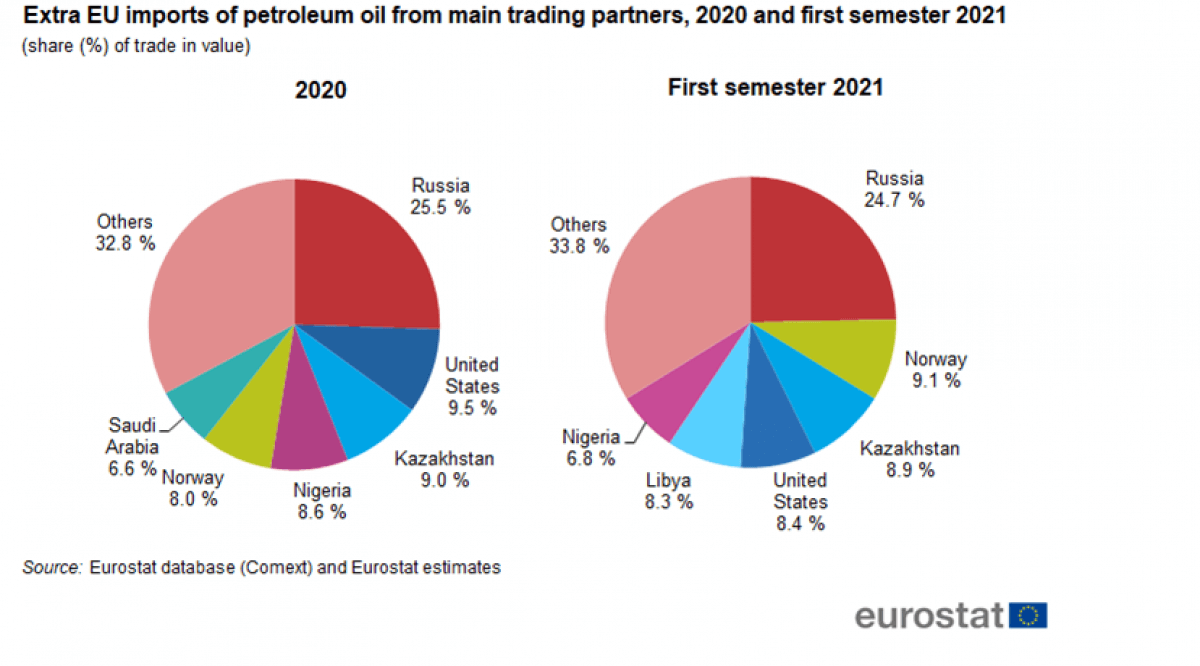 Extra EU imports of petroleum oil from main trading partners, 2020 and first semester 2021
(share (%) of trade in value)
2020
Russia
25.5 %
United
States
9.5 %
Kazakhstan
9.0 %
Nigeria
8.6 %
Norway
8.0 %
Saudi
Arabia
6.6 %
Others
32.8 %
First semester 2021
Russia
24.7 %
Norway
9.1 %
Kazakhstan
8.9 %
United
States
8.4 %
Libya
8.3 %
Nigeria
6.8 %
Others
33.8 %
Source: Eurostat database (Comext) and Eurostat estimates
eurostat